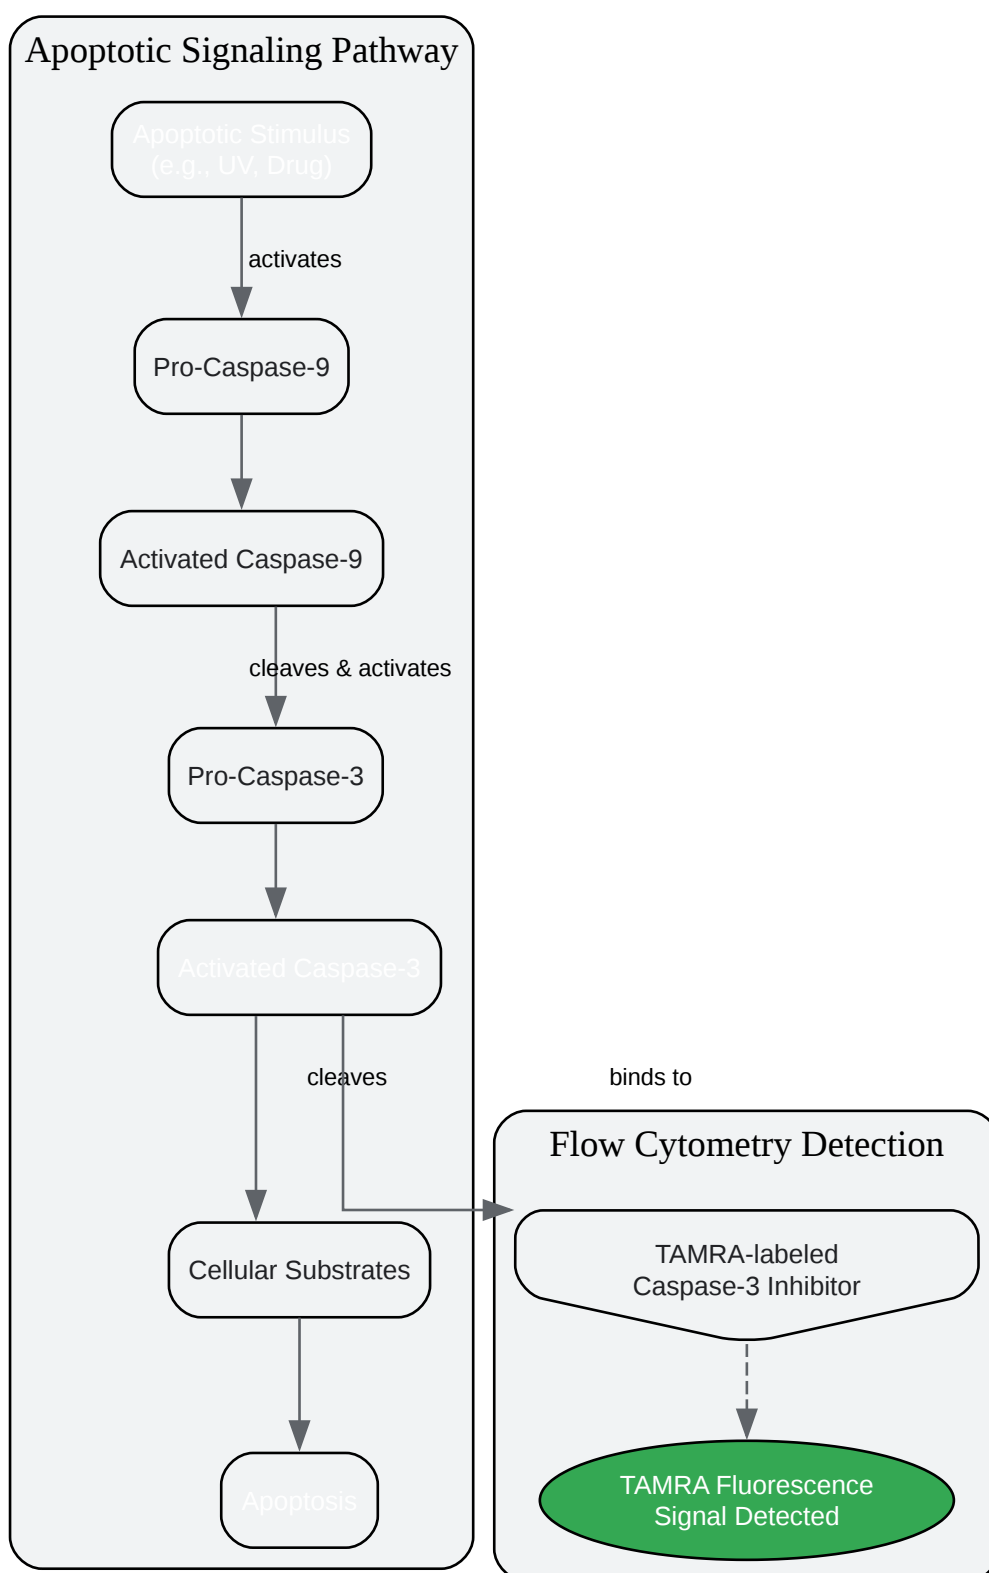 Apoptotic Signaling Pathway
Apoptotic Stimulus
(e.g., UV, Drug)
activates
Pro-Caspase-9
Activated Caspase-9
cleaves & activates
Pro-Caspase-3
Activated Caspase-3
cleaves
binds to
Flow Cytometry Detection
TAMRA-labeled
Caspase-3 Inhibitor
Cellular Substrates
TAMRA Fluorescence
Signal Detected
Apoptosis